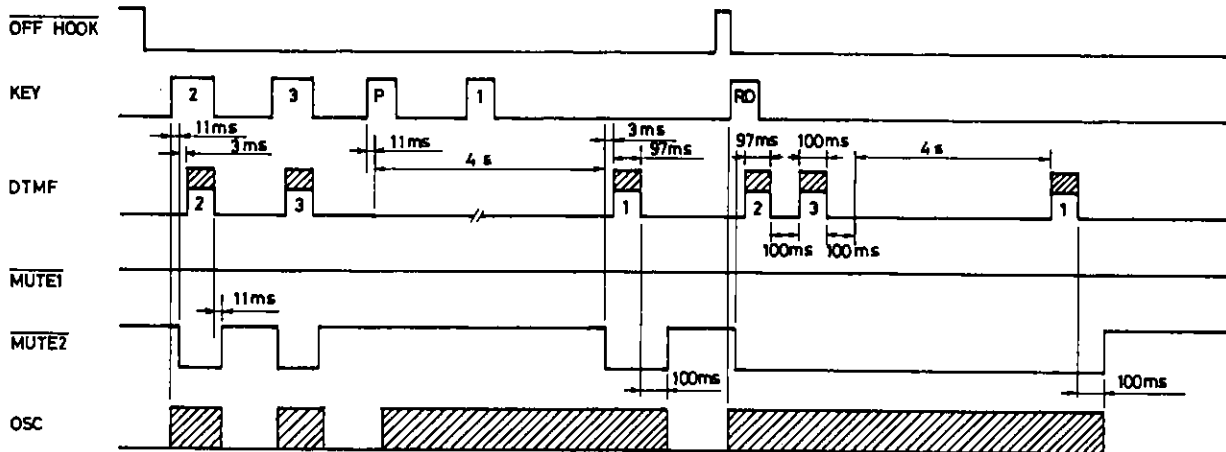 OFF HOOK
KEY
2
3
P
1
RD
11ms
3ms
11ms
4 s
3ms
97ms
97ms
100ms
4 s
DTMF
2
3
1
2
3
1
100ms
100ms
MUTE1
11ms
MUTE2
100ms
100ms
OSC